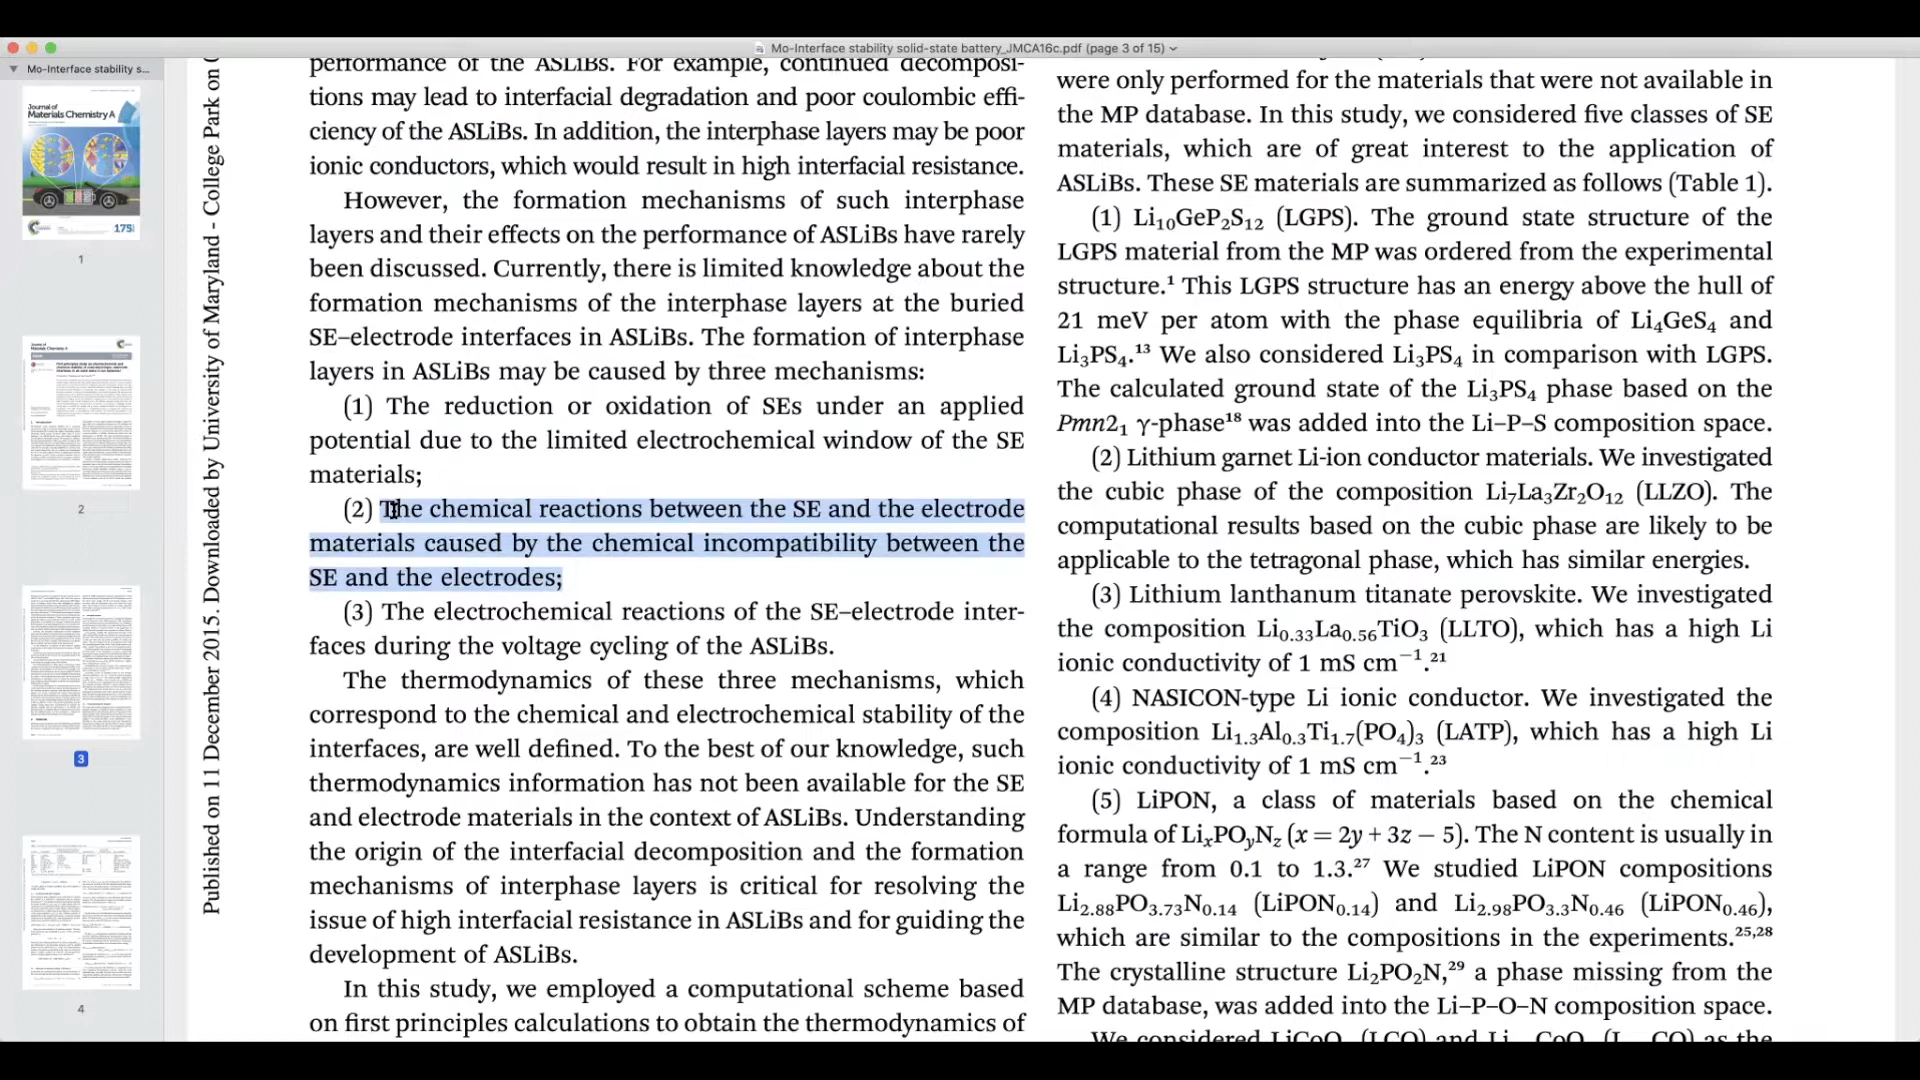 Mo-Interface stability solid-state battery_JMCA16c.pdf (page 3 of 15)
Mo-Interface stability s...
Journal of
Materials Chemistry A
175
1
2
3
4
Published on 11 December 2015. Downloaded by University of Maryland - College Park on
performance of the ASLiBs. For example, continued decomposi-
tions may lead to interfacial degradation and poor coulombic effi-
ciency of the ASLiBs. In addition, the interphase layers may be poor
ionic conductors, which would result in high interfacial resistance.
However, the formation mechanisms of such interphase
layers and their effects on the performance of ASLiBs have rarely
been discussed. Currently, there is limited knowledge about the
formation mechanisms of the interphase layers at the buried
SE–electrode interfaces in ASLiBs. The formation of interphase
layers in ASLiBs may be caused by three mechanisms:
(1) The reduction or oxidation of SEs under an applied
potential due to the limited electrochemical window of the SE
materials;
(2) The chemical reactions between the SE and the electrode
materials caused by the chemical incompatibility between the
SE and the electrodes;
(3) The electrochemical reactions of the SE–electrode inter-
faces during the voltage cycling of the ASLiBs.
The thermodynamics of these three mechanisms, which
correspond to the chemical and electrochemical stability of the
interfaces, are well defined. To the best of our knowledge, such
thermodynamics information has not been available for the SE
and electrode materials in the context of ASLiBs. Understanding
the origin of the interfacial decomposition and the formation
mechanisms of interphase layers is critical for resolving the
issue of high interfacial resistance in ASLiBs and for guiding the
development of ASLiBs.
In this study, we employed a computational scheme based
on first principles calculations to obtain the thermodynamics of
were only performed for the materials that were not available in
the MP database. In this study, we considered five classes of SE
materials, which are of great interest to the application of
ASLiBs. These SE materials are summarized as follows (Table 1).
(1) Li₁₀GeP₂S₁₂ (LGPS). The ground state structure of the
LGPS material from the MP was ordered from the experimental
structure.¹ This LGPS structure has an energy above the hull of
21 meV per atom with the phase equilibria of Li₄GeS₄ and
Li₃PS₄.¹³ We also considered Li₃PS₄ in comparison with LGPS.
The calculated ground state of the Li₃PS₄ phase based on the
Pmn2₁ γ-phase¹⁸ was added into the Li–P–S composition space.
(2) Lithium garnet Li-ion conductor materials. We investigated
the cubic phase of the composition Li₇La₃Zr₂O₁₂ (LLZO). The
computational results based on the cubic phase are likely to be
applicable to the tetragonal phase, which has similar energies.
(3) Lithium lanthanum titanate perovskite. We investigated
the composition Li₀.₃₃La₀.₅₆TiO₃ (LLTO), which has a high Li
ionic conductivity of 1 mS cm⁻¹.²¹
(4) NASICON-type Li ionic conductor. We investigated the
composition Li₁.₃Al₀.₃Ti₁.₇(PO₄)₃ (LATP), which has a high Li
ionic conductivity of 1 mS cm⁻¹.²³
(5) LiPON, a class of materials based on the chemical
formula of LiₓPOᵧN_z (x = 2y + 3z − 5). The N content is usually in
a range from 0.1 to 1.3.²⁷ We studied LiPON compositions
Li₂.₈₈PO₃.₇₃N₀.₁₄ (LiPON₀.₁₄) and Li₂.₉₈PO₃.₃N₀.₄₆ (LiPON₀.₄₆),
which are similar to the compositions in the experiments.²⁵,²⁸
The crystalline structure Li₂PO₂N,²⁹ a phase missing from the
MP database, was added into the Li–P–O–N composition space.
We considered LiCoO (LCO) and Li CoO as the